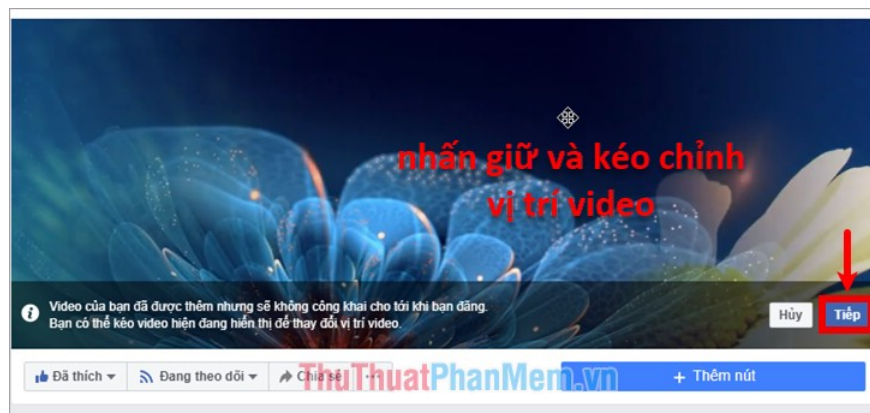 nhấn giữ và kéo chỉnh
vị trí video
Video của bạn đã được thêm nhưng sẽ không công khai cho tới khi bạn đăng.
Bạn có thể kéo video hiện đang hiển thị để thay đổi vị trí video.
Hủy
Tiếp
Đã thích
Đang theo dõi
Chia sẻ
ThuThuatPhanMem.vn
+ Thêm nút